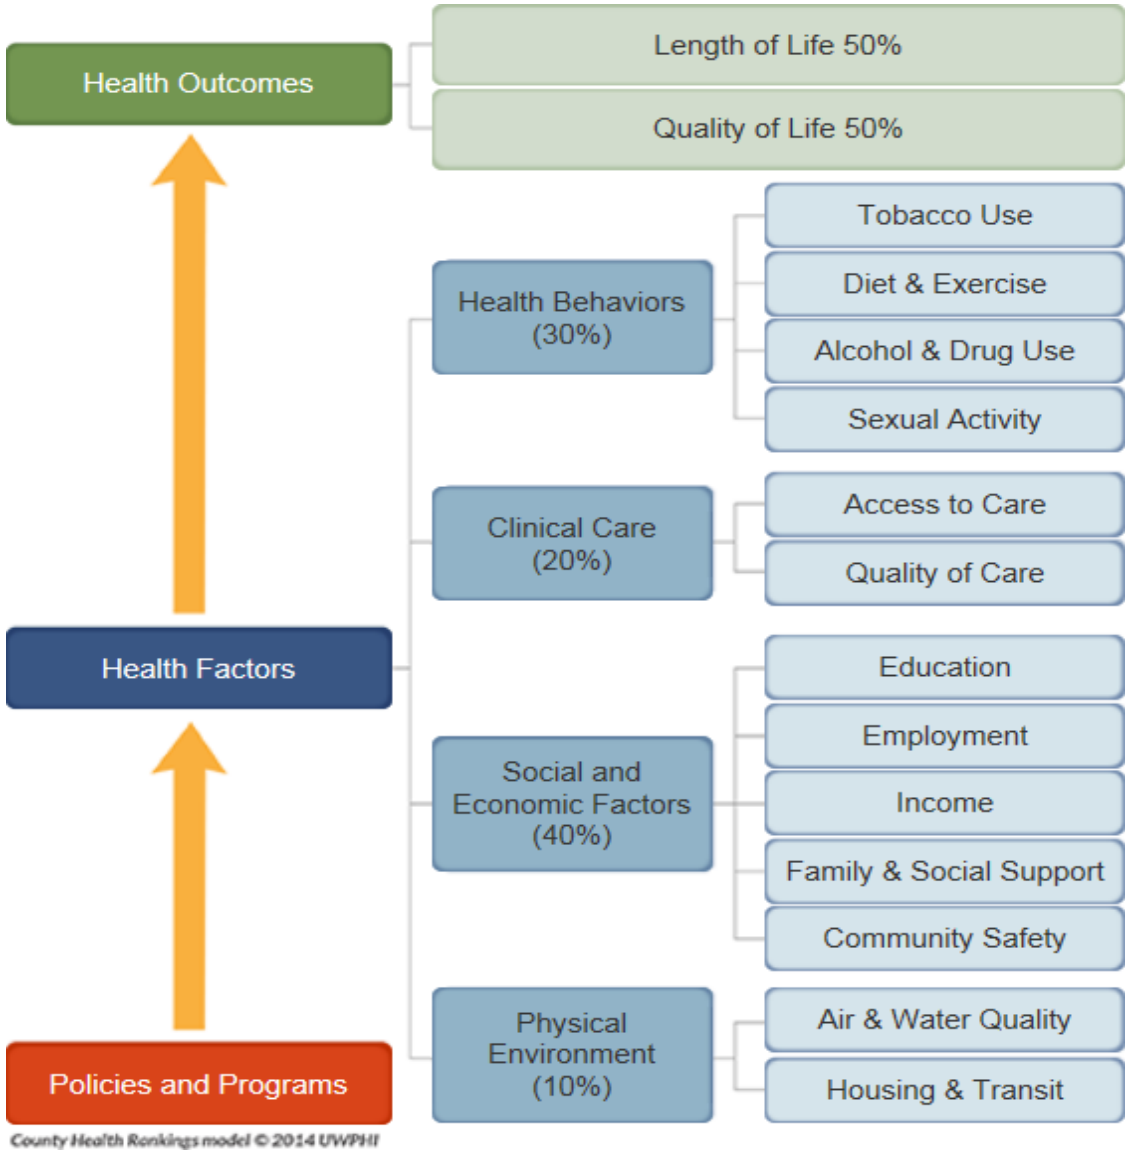 Health Outcomes
Length of Life 50%
Quality of Life 50%
Health Factors
Health Behaviors
(30%)
Tobacco Use
Diet & Exercise
Alcohol & Drug Use
Sexual Activity
Clinical Care
(20%)
Access to Care
Quality of Care
Social and
Economic Factors
(40%)
Education
Employment
Income
Family & Social Support
Community Safety
Physical
Environment
(10%)
Air & Water Quality
Housing & Transit
Policies and Programs
County Health Rankings model © 2014 UWPHI